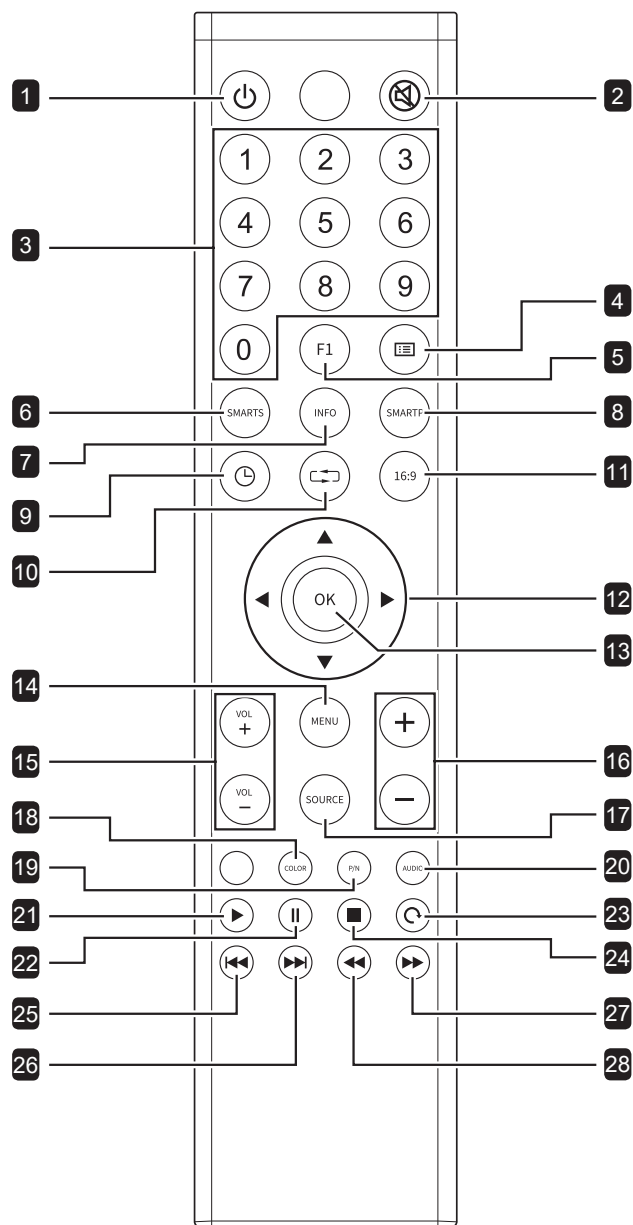 1 2
1 2 3
3 4 5 6
7 8 9
4
0 F1
5
6 SMARTS INFO SMARTP 8
7
16:9 11
9
10
OK 12
13
14
VOL + MENU +
15 16
VOL − SOURCE −
17
18
19 COLOR P/N AUDIO 20
21 23
22 24
25 27
26 28